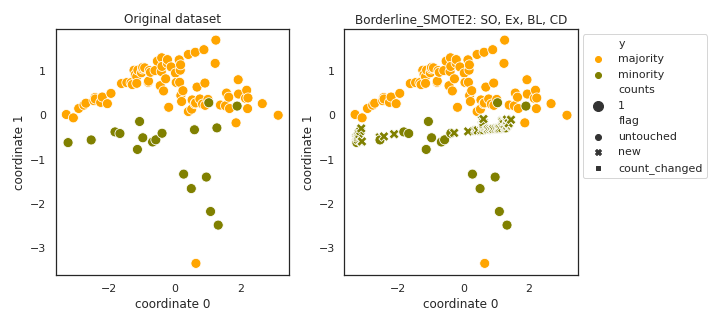 Original dataset
Borderline_SMOTE2: SO, Ex, BL, CD
coordinate 1
1
0
−1
−2
−3
−2
0
2
coordinate 0
coordinate 1
1
0
−1
−2
−3
−2
0
2
coordinate 0
y
majority
minority
counts
1
flag
untouched
new
count_changed